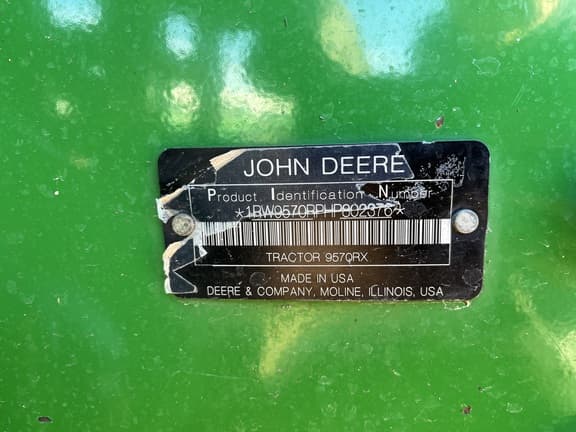 JOHN DEERE
Product Identification Number
*1RW9570RPHP802376*
TRACTOR 9570RX
MADE IN USA
DEERE & COMPANY, MOLINE, ILLINOIS, USA